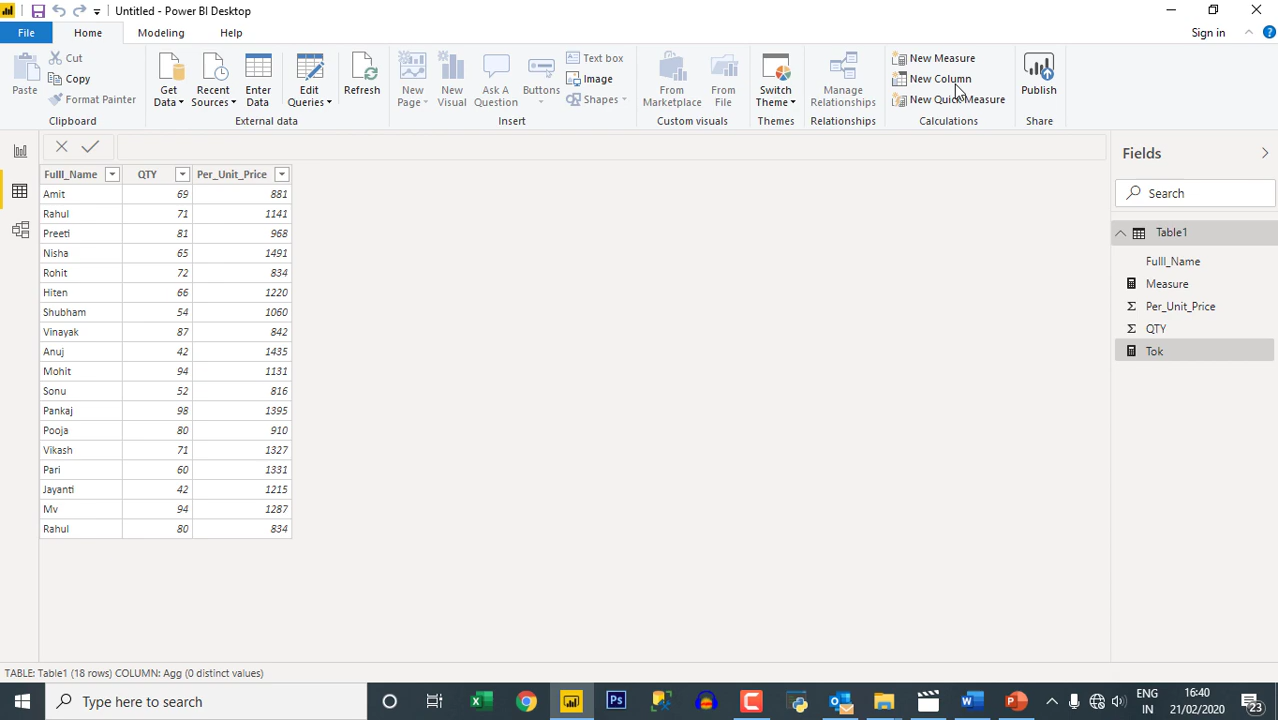 Untitled - Power BI Desktop
File
Home
Modeling
Help
Sign in
Paste
Cut
Copy
Format Painter
Clipboard
Get Data
Recent Sources
Enter Data
Edit Queries
Refresh
External data
New Page
New Visual
Ask A Question
Buttons
Text box
Image
Shapes
Insert
From Marketplace
From File
Custom visuals
Switch Theme
Themes
Manage Relationships
Relationships
New Measure
New Column
New Quick Measure
Calculations
Publish
Share
Fulll_Name QTY Per_Unit_Price
Amit 69 881
Rahul 71 1141
Preeti 81 968
Nisha 65 1491
Rohit 72 834
Hiten 66 1220
Shubham 54 1060
Vinayak 87 842
Anuj 42 1435
Mohit 94 1131
Sonu 52 816
Pankaj 98 1395
Pooja 80 910
Vikash 71 1327
Pari 60 1331
Jayanti 42 1215
Mv 94 1287
Rahul 80 834
Fields
Search
Table1
Fulll_Name
Measure
Per_Unit_Price
QTY
Tok
TABLE: Table1 (18 rows) COLUMN: Agg (0 distinct values)
Type here to search
Ps
ENG
IN
16:40
21/02/2020
23